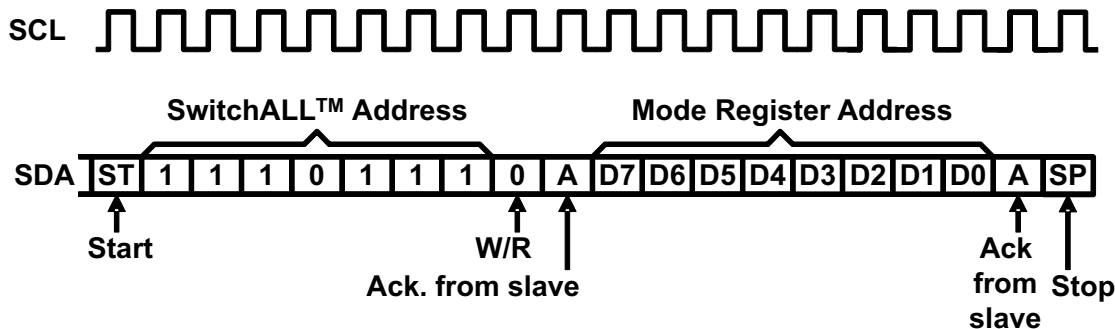 SCL
SwitchALL™ Address
Mode Register Address
SDA ST 1 1 1 0 1 1 1 0 A D7 D6 D5 D4 D3 D2 D1 D0 A SP
Start
W/R
Ack. from slave
Ack
from
slave
Stop